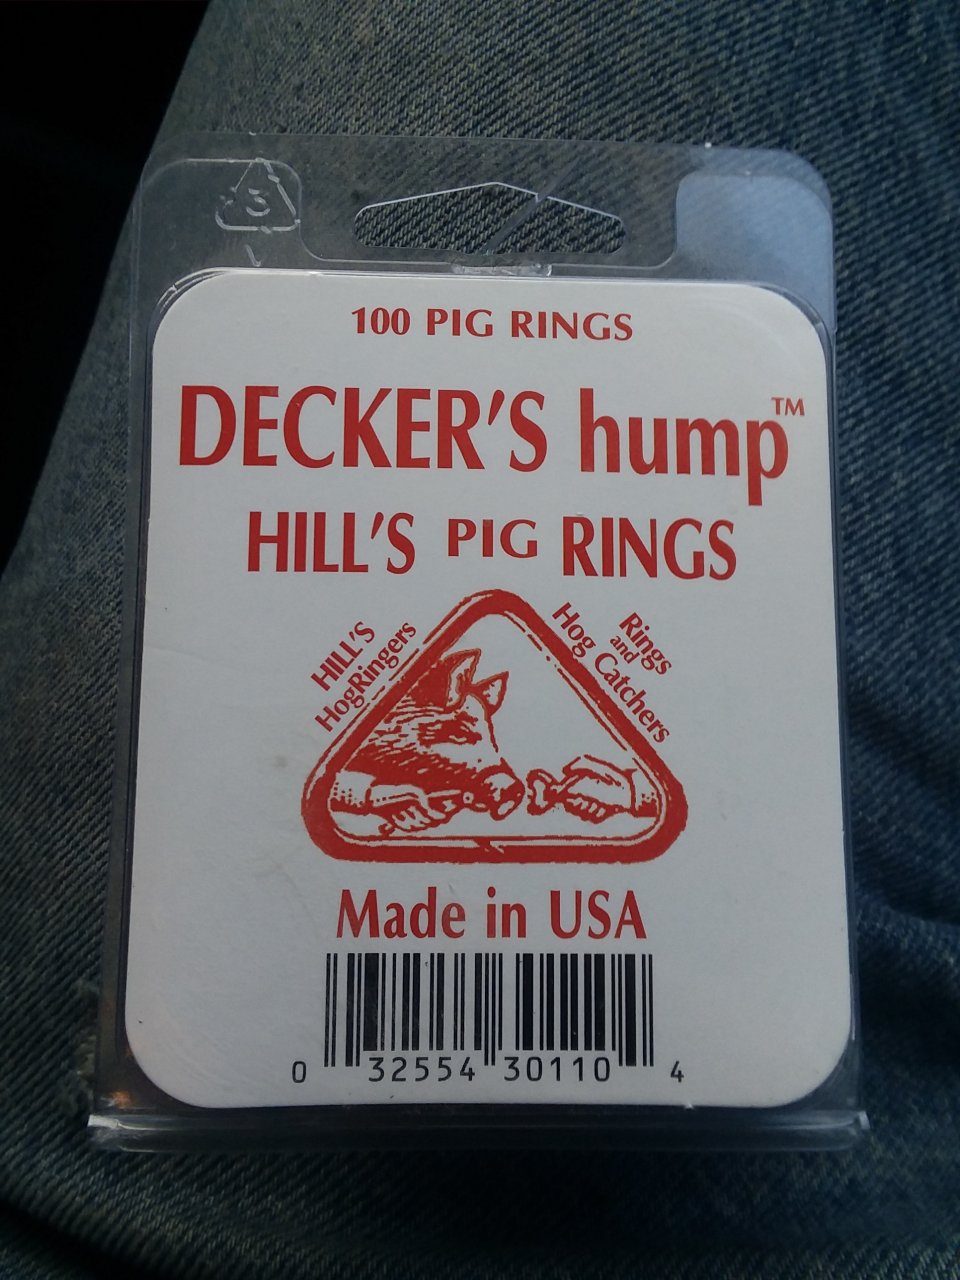 100 PIG RINGS
DECKER'S hump™
HILL'S PIG RINGS
HILL'S
HogRingers
Rings
and
Hog Catchers
Made in USA
0 32554 30110 4